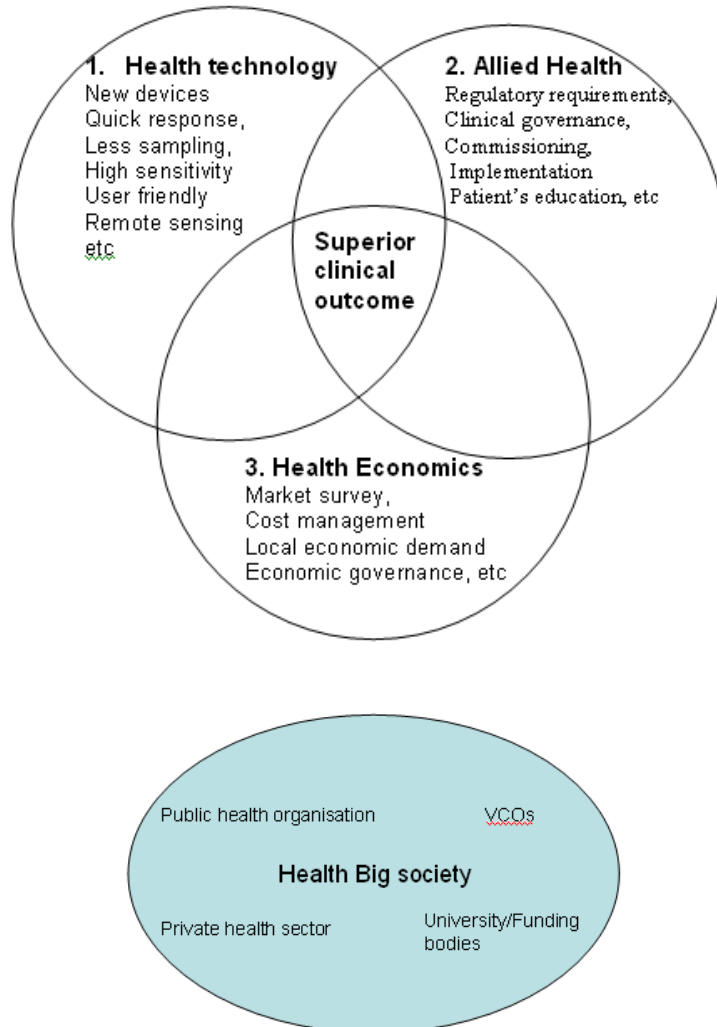 1. Health technology
New devices
Quick response,
Less sampling,
High sensitivity
User friendly
Remote sensing
etc
2. Allied Health
Regulatory requirements,
Clinical governance,
Commissioning,
Implementation
Patient's education, etc
Superior
clinical
outcome
3. Health Economics
Market survey,
Cost management
Local economic demand
Economic governance, etc
Public health organisation
VCOs
Health Big society
Private health sector
University/Funding
bodies